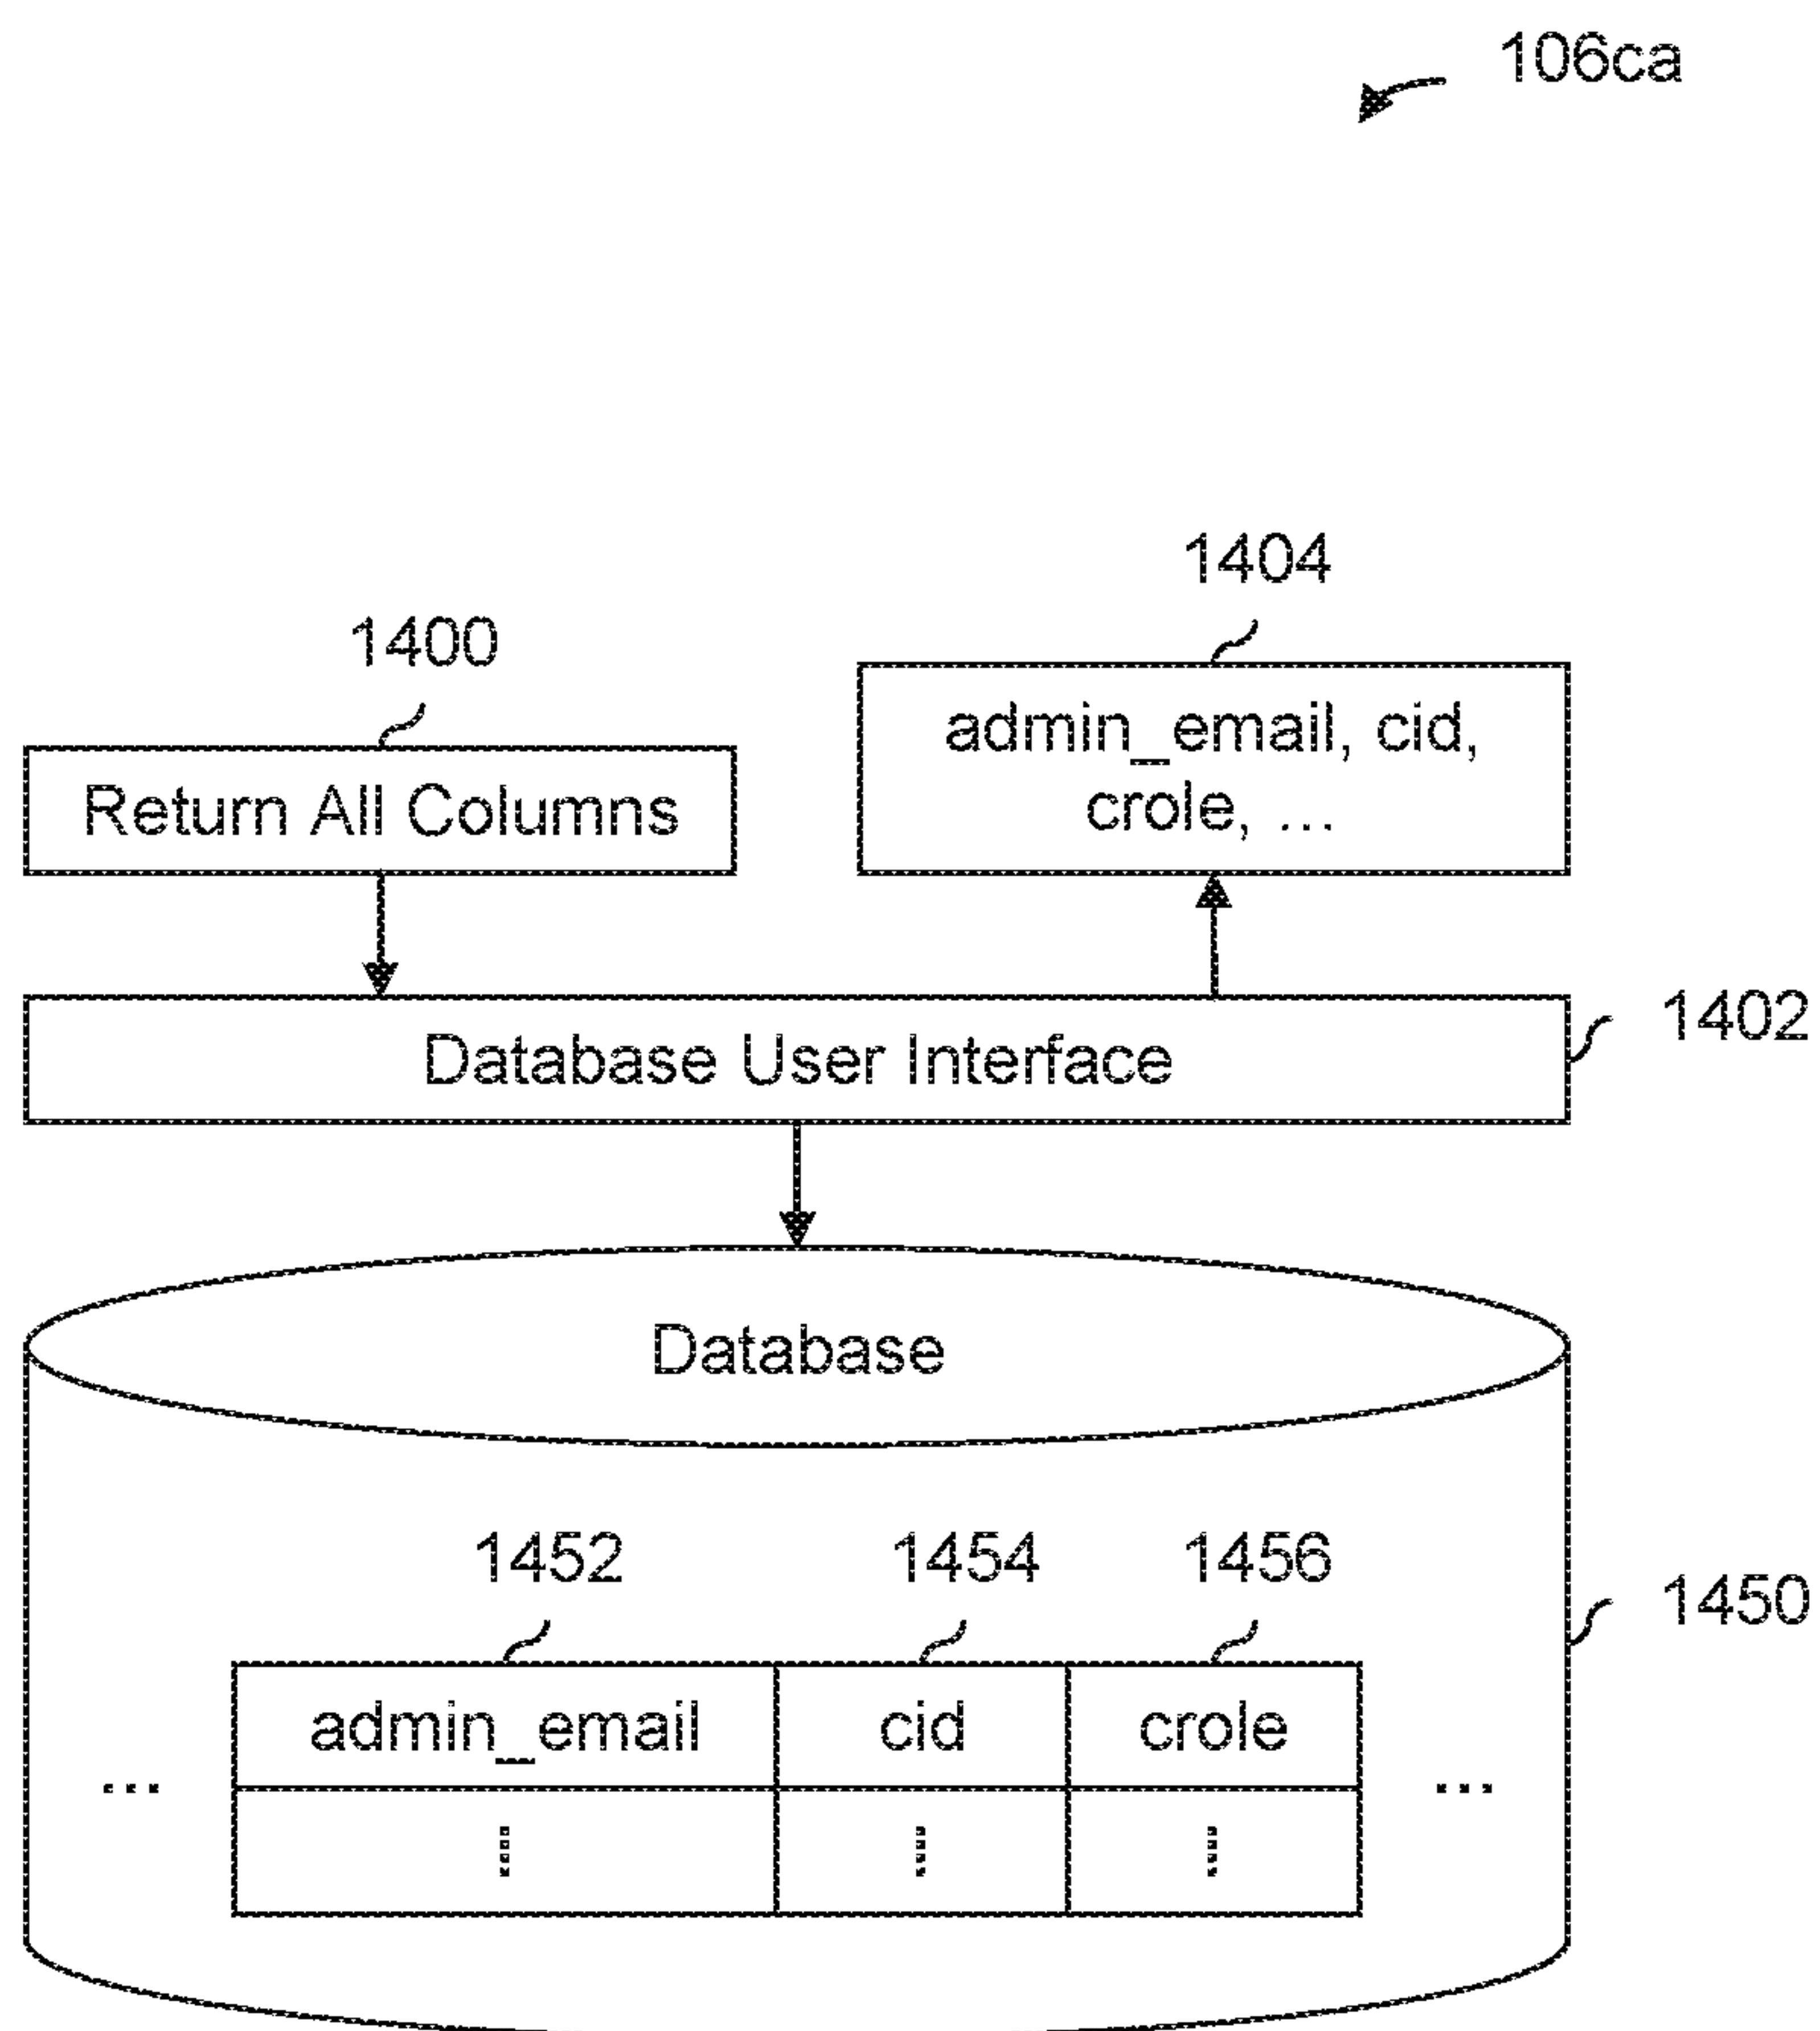 106ca
1404
1400
admin_email, cid,
crole, ...
Return All Columns
1402
Database User Interface
Database
1452 1454 1456
1450
admin_email cid crole
... ...